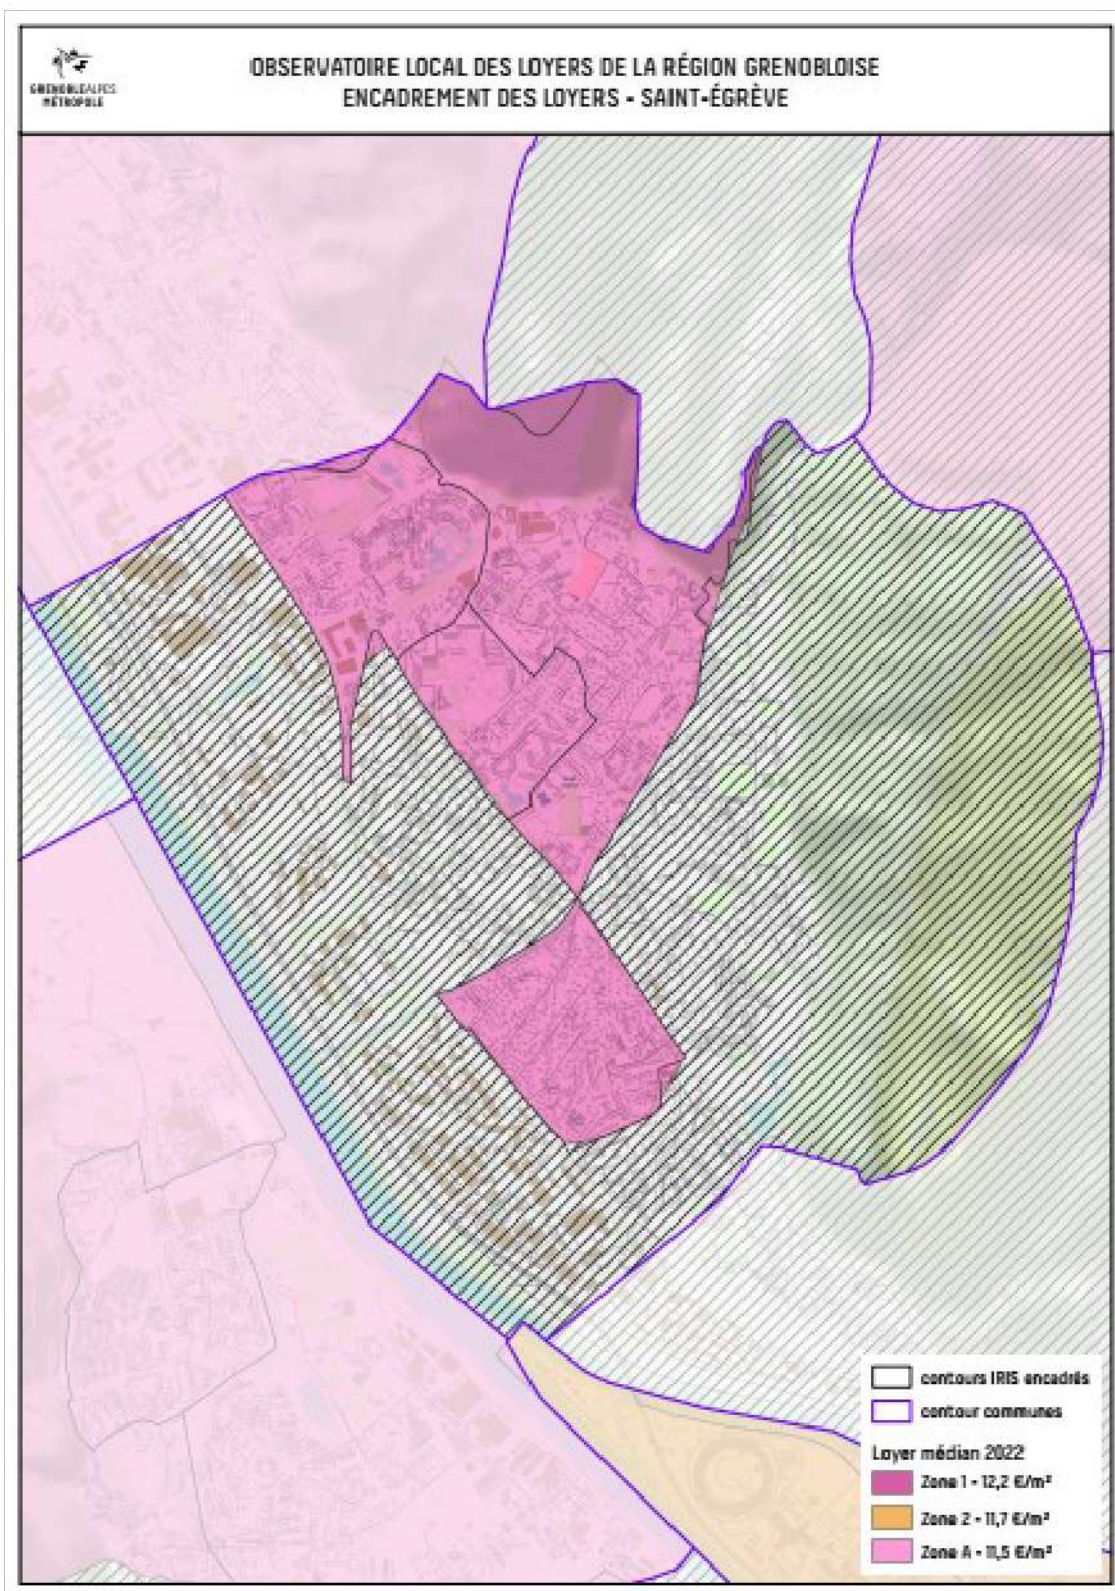 OBSERVATOIRE LOCAL DES LOYERS DE LA RÉGION GRENOBLOISE
ENCADREMENT DES LOYERS - SAINT-ÉGRÈVE
GRENOBLEALPES
MÉTROPOLE
contours IRIS encadrés
contour communes
Loyer médian 2022
Zone 1 - 12,2 €/m²
Zone 2 - 11,7 €/m²
Zone A - 11,5 €/m²